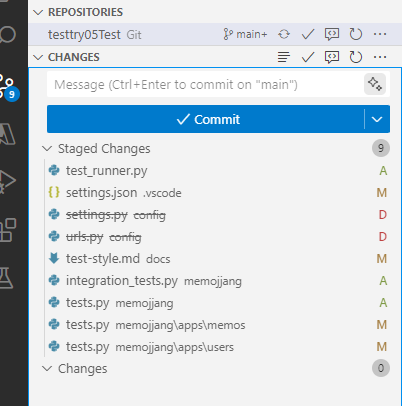 REPOSITORIES
testtry05Test Git main+
CHANGES
Message (Ctrl+Enter to commit on "main")
9
Commit
Staged Changes 9
test_runner.py A
settings.json .vscode M
settings.py config D
urls.py config D
test-style.md docs M
integration_tests.py memojjang A
tests.py memojjang A
tests.py memojjang\apps\memos M
tests.py memojjang\apps\users M
Changes 0